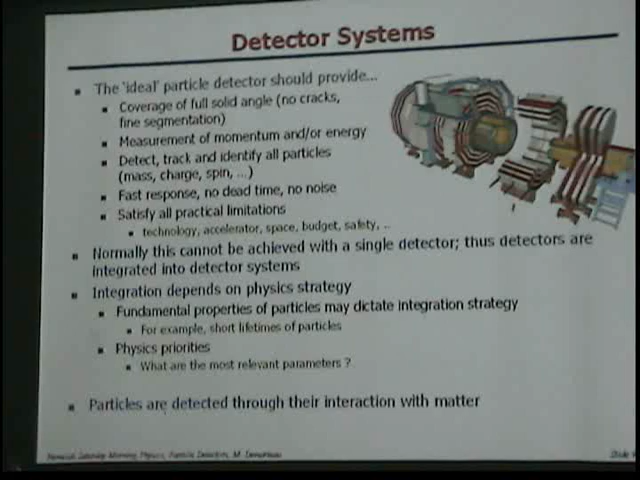 Detector Systems
The 'ideal' particle detector should provide...
Coverage of full solid angle (no cracks,
fine segmentation)
Measurement of momentum and/or energy
Detect, track and identify all particles
(mass, charge, spin, ...)
Fast response, no dead time, no noise
Satisfy all practical limitations
technology, accelerator, space, budget, safety, ..
Normally this cannot be achieved with a single detector; thus detectors are
integrated into detector systems
Integration depends on physics strategy
Fundamental properties of particles may dictate integration strategy
For example, short lifetimes of particles
Physics priorities
What are the most relevant parameters ?
Particles are detected through their interaction with matter
Morning Physics, Particle Detectors, M.
Slide